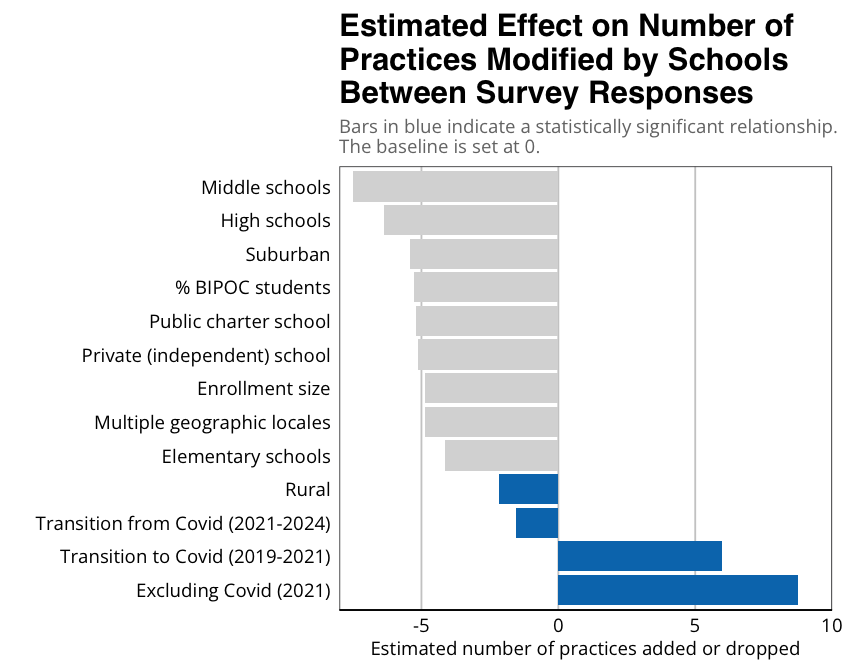 Estimated Effect on Number of
Practices Modified by Schools
Between Survey Responses
Bars in blue indicate a statistically significant relationship.
The baseline is set at 0.
Middle schools
High schools
Suburban
% BIPOC students
Public charter school
Private (independent) school
Enrollment size
Multiple geographic locales
Elementary schools
Rural
Transition from Covid (2021-2024)
Transition to Covid (2019-2021)
Excluding Covid (2021)
-5 0 5 10
Estimated number of practices added or dropped